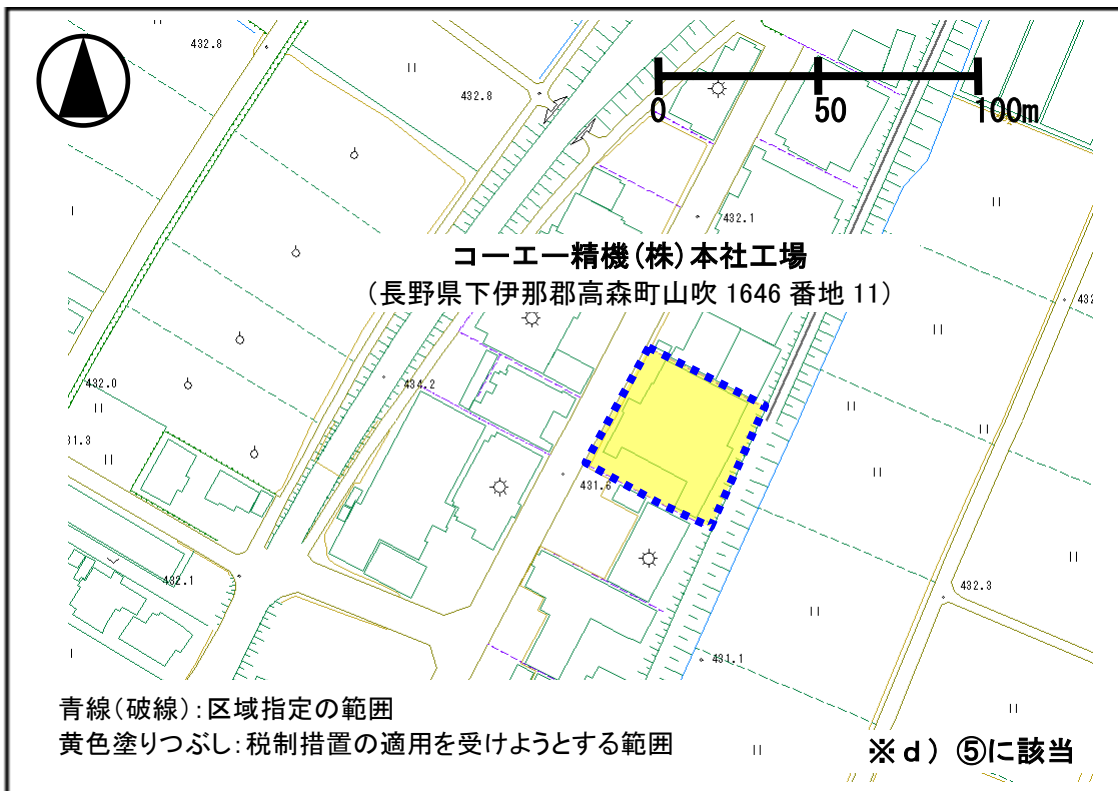 432.8
432.8
0 50 100m
432.1
コーエー精機(株)本社工場
(長野県下伊那郡高森町山吹 1646 番地 11)
432.0
434.2
431.6
432.1
432.3
431.1
青線(破線):区域指定の範囲
黄色塗りつぶし:税制措置の適用を受けようとする範囲
※d) ⑤に該当